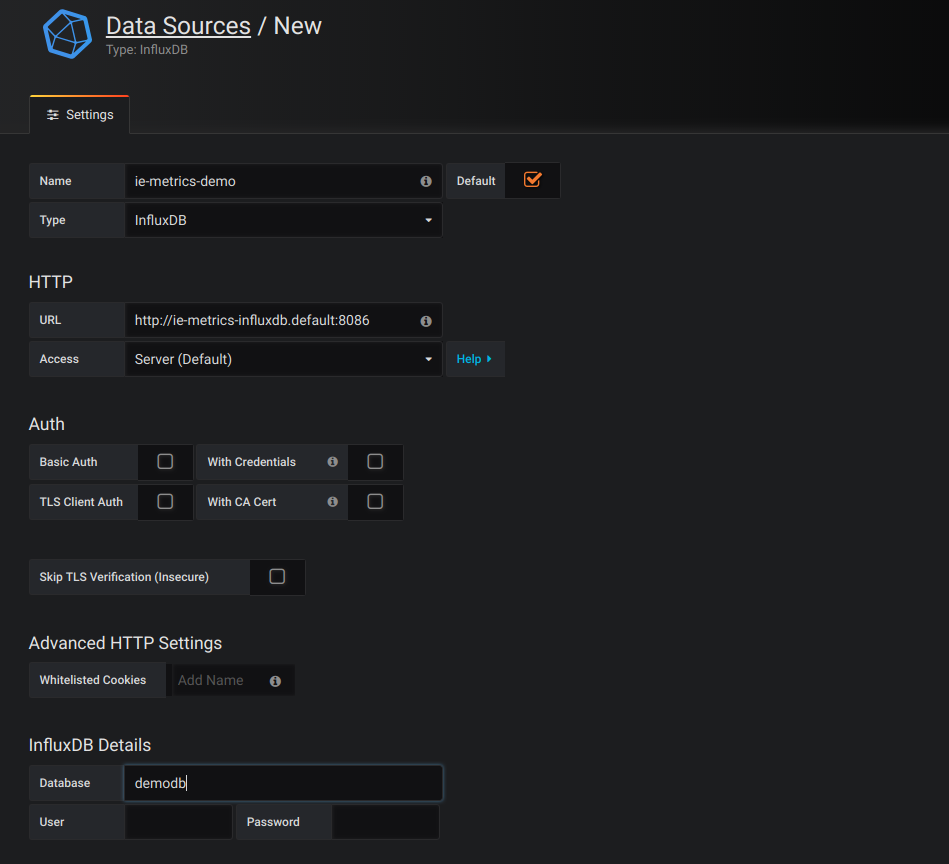 Data Sources / New
Type: InfluxDB
Settings
Name ie-metrics-demo Default
Type InfluxDB
HTTP
URL http://ie-metrics-influxdb.default:8086
Access Server (Default) Help
Auth
Basic Auth With Credentials
TLS Client Auth With CA Cert
Skip TLS Verification (Insecure)
Advanced HTTP Settings
Whitelisted Cookies Add Name
InfluxDB Details
Database demodb
User Password